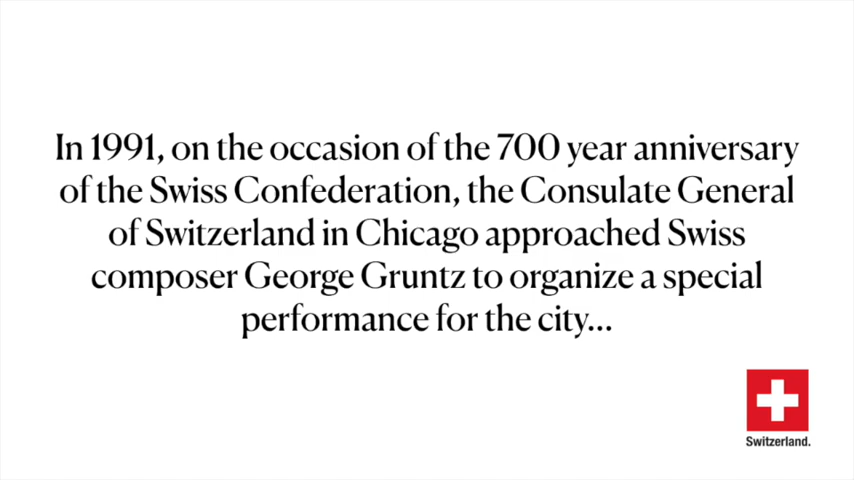 In 1991, on the occasion of the 700 year anniversary
of the Swiss Confederation, the Consulate General
of Switzerland in Chicago approached Swiss
composer George Gruntz to organize a special
performance for the city...
Switzerland.